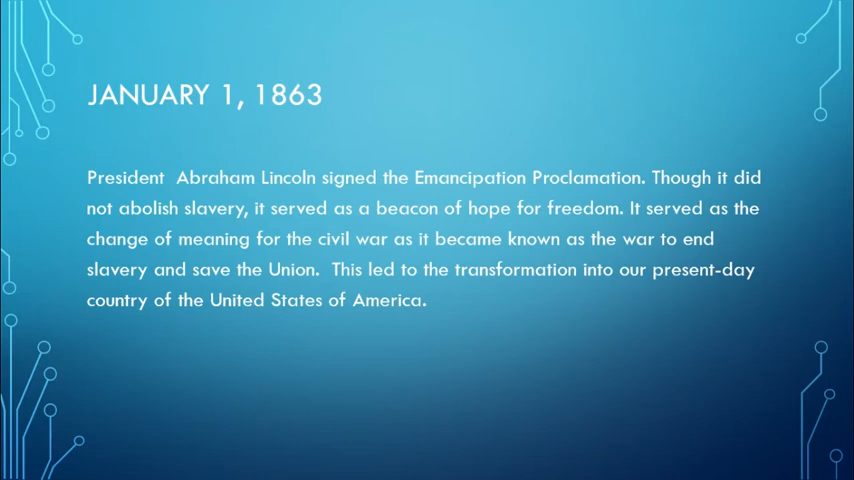 JANUARY 1, 1863
President  Abraham Lincoln signed the Emancipation Proclamation. Though it did
not abolish slavery, it served as a beacon of hope for freedom. It served as the
change of meaning for the civil war as it became known as the war to end
slavery and save the Union.  This led to the transformation into our present-day
country of the United States of America.